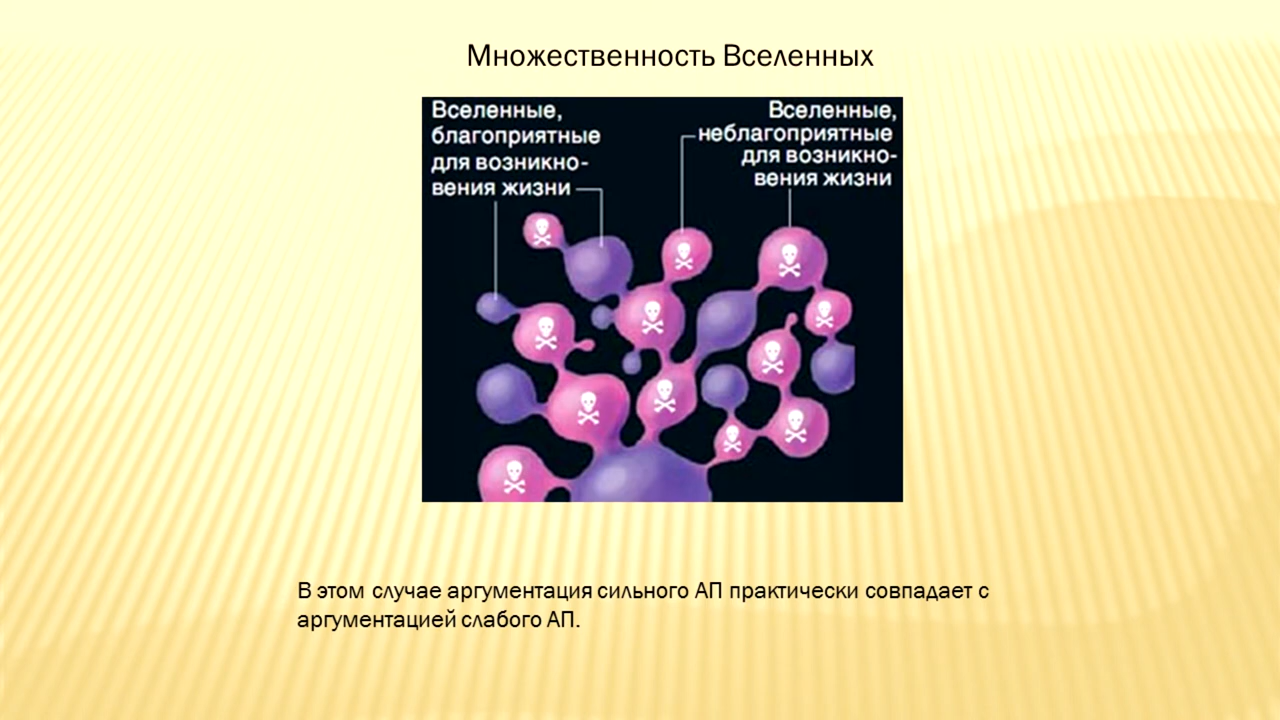 Множественность Вселенных
Вселенные,
благоприятные
для возникно-
вения жизни
Вселенные,
неблагоприятные
для возникно-
вения жизни
В этом случае аргументация сильного АП практически совпадает с
аргументацией слабого АП.